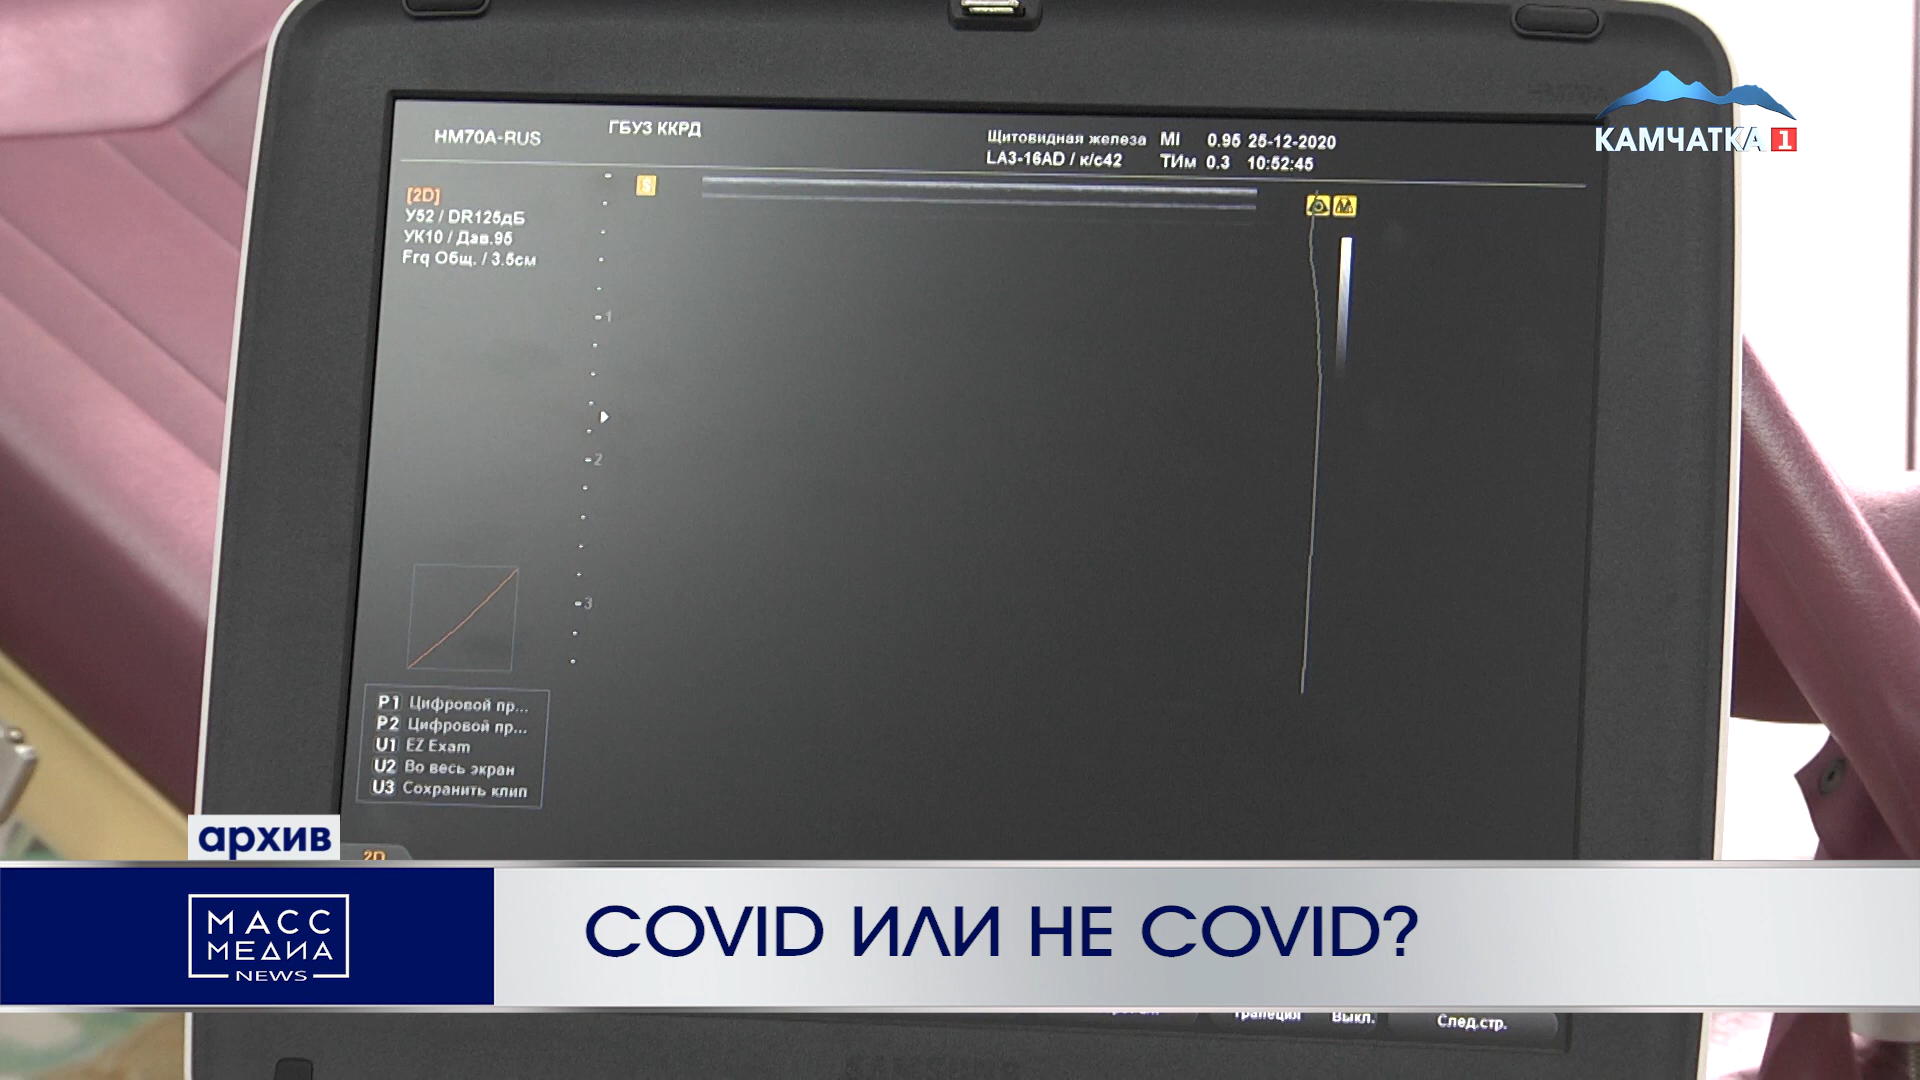 КАМЧАТКА 1
HM70A-RUS
ГБУЗ ККРД
Щитовидная железа MI 0.95 25-12-2020
LA3-16AD / к/с42 ТИм 0.3 10:52:45
S
[2D]
У52 / DR125дБ
УК10 / Дав.95
Frq Общ. / 3.5см
1
2
3
P1 Цифровой пр...
P2 Цифровой пр...
U1 EZ Exam
U2 Во весь экран
U3 Сохранить клип
архив
2D
МАСС
МЕДИА
NEWS
COVID ИЛИ НЕ COVID?
Трапеция Выкл. След.стр.
SAMSUNG